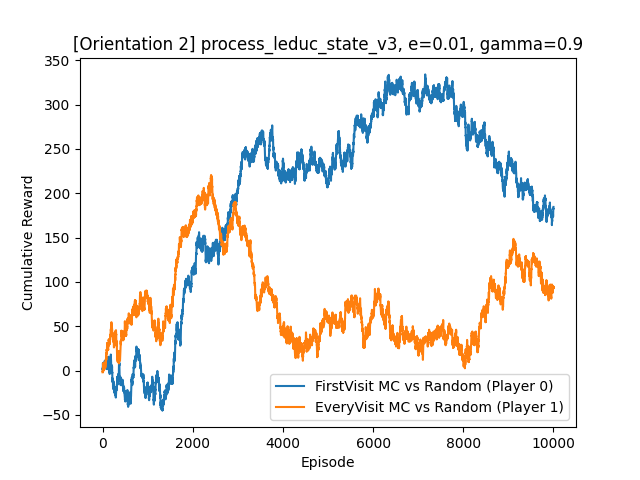 [Orientation 2] process_leduc_state_v3, e=0.01, gamma=0.9
Cumulative Reward
350
300
250
200
150
100
50
0
−50
FirstVisit MC vs Random (Player 0)
EveryVisit MC vs Random (Player 1)
0 2000 4000 6000 8000 10000
Episode